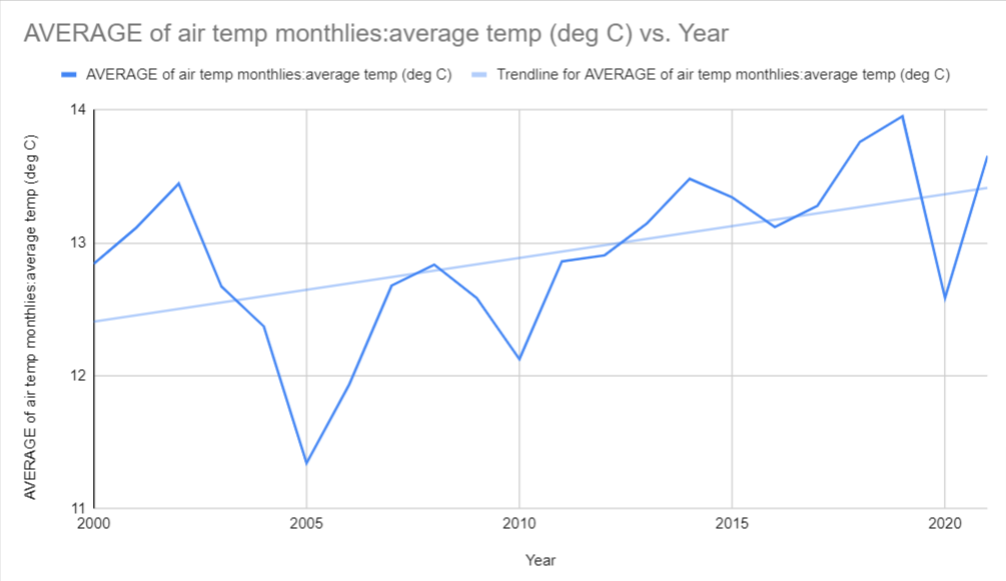 AVERAGE of air temp monthlies:average temp (deg C) vs. Year
AVERAGE of air temp monthlies:average temp (deg C)
Trendline for AVERAGE of air temp monthlies:average temp (deg C)
AVERAGE of air temp monthlies:average temp (deg C)
14
13
12
11
2000
2005
2010
2015
2020
Year